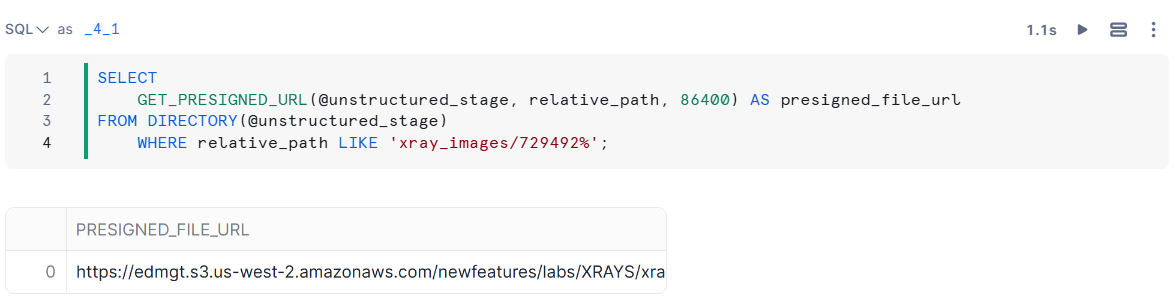 SQL as _4_1 1.1s
1 SELECT
2 GET_PRESIGNED_URL(@unstructured_stage, relative_path, 86400) AS presigned_file_url
3 FROM DIRECTORY(@unstructured_stage)
4 WHERE relative_path LIKE 'xray_images/729492%';
PRESIGNED_FILE_URL
0 https://edmgt.s3.us-west-2.amazonaws.com/newfeatures/labs/XRAYS/xra